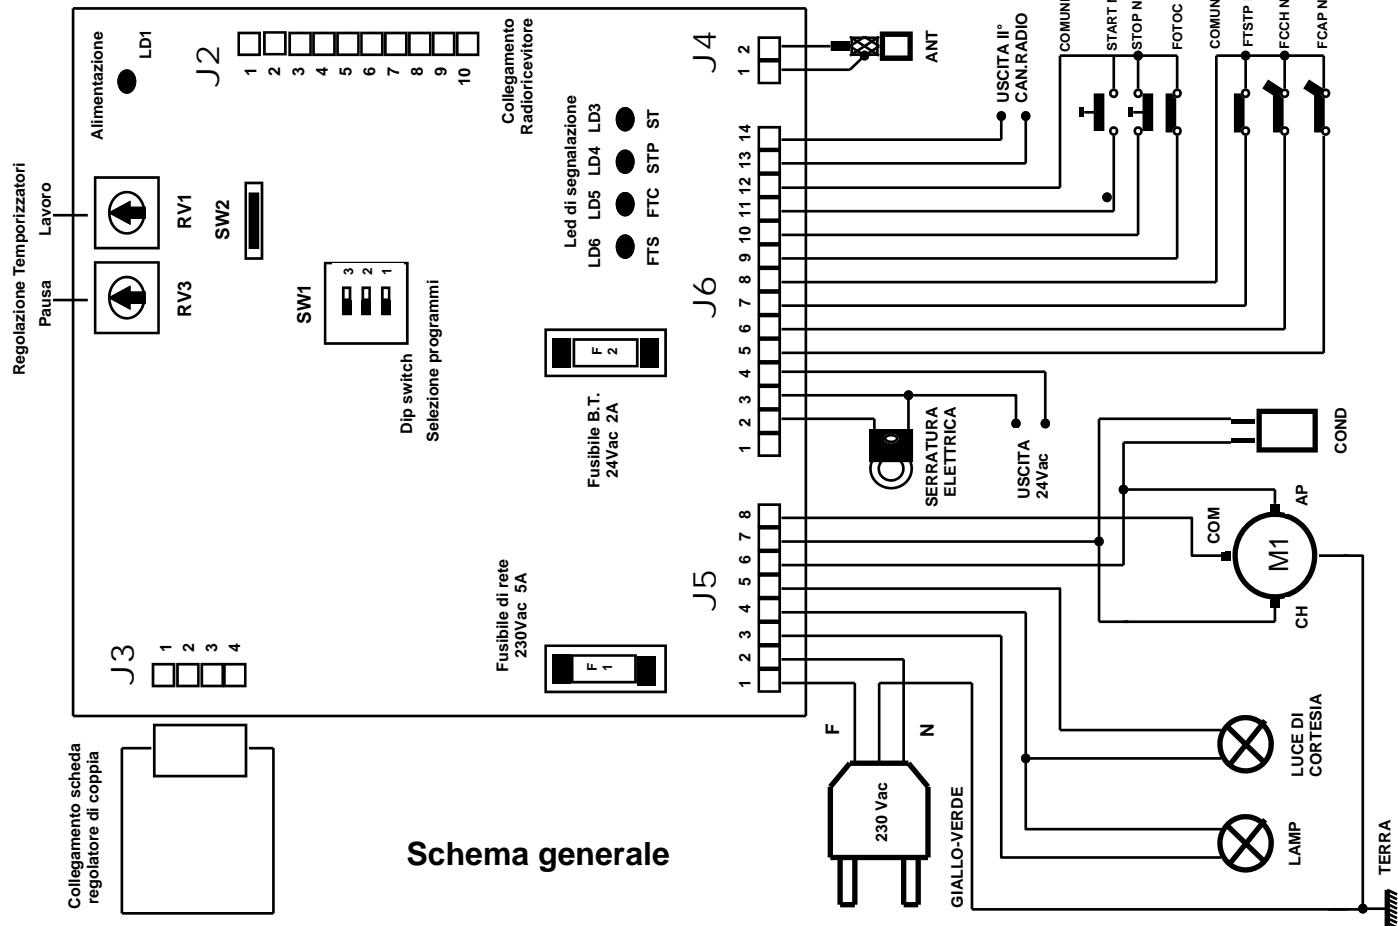 Regolazione Temporizzatori
Lavoro
Pausa
RV1
RV3
Alimentazione
LD1
SW2
J2
1
2
3
4
5
6
7
8
9
10
Collegamento
Radioricevitore
SW1
3
2
1
Dip switch
Selezione programmi
Led di segnalazione
LD6 LD5 LD4 LD3
FTS FTC STP ST
F 2
Fusibile B.T.
24Vac 2A
F 1
Fusibile di rete
230Vac 5A
J3
1
2
3
4
Collegamento scheda
regolatore di coppia
Schema generale
J4
1 2
ANT
J6
1 2 3 4 5 6 7 8 9 10 11 12 13 14
USCITA II°
CAN.RADIO
COMUN
START
STOP N
FOTOC
COMUN
FTSTP
FCCH N
FCAP N
SERRATURA
ELETTRICA
USCITA
24Vac
J5
1 2 3 4 5 6 7 8
COND
COM
AP
M1
CH
F
N
230 Vac
GIALLO-VERDE
LUCE DI
CORTESIA
LAMP
TERRA